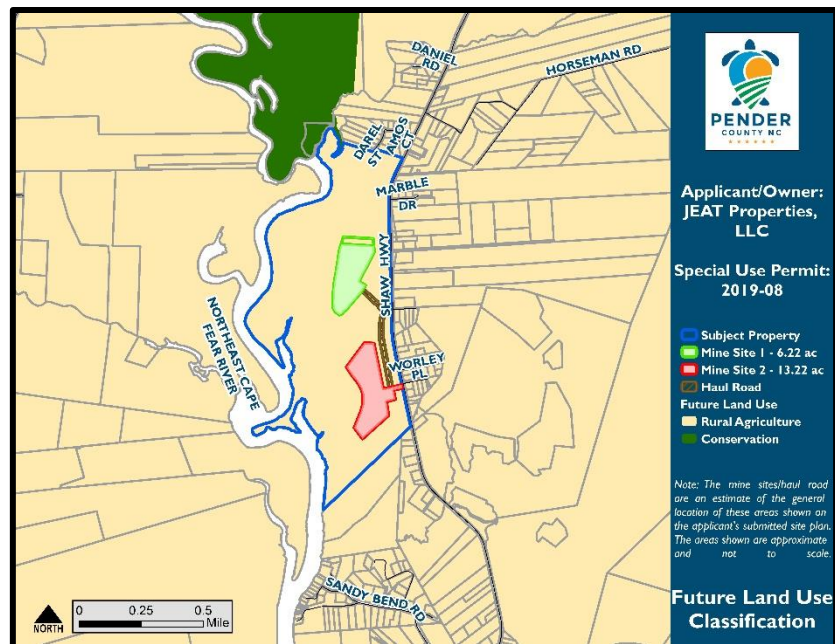 DANIEL
RD
HORSEMAN RD
DAREL
ST
AMOS
CT
MARBLE
DR
SHAW HWY
NORTHEAST CAPE
FEAR RIVER
WORLEY
PL
SANDY BEND RD
NORTH
0 0.25 0.5
Mile
PENDER
COUNTY NC
Applicant/Owner:
JEAT Properties,
LLC
Special Use Permit:
2019-08
Subject Property
Mine Site 1 - 6.22 ac
Mine Site 2 - 13.22 ac
Haul Road
Future Land Use
Rural Agriculture
Conservation
Note: The mine sites/haul road
are an estimate of the general
location of these areas shown on
the applicant's submitted site plan.
The areas shown are approximate
and not to scale.
Future Land Use
Classification